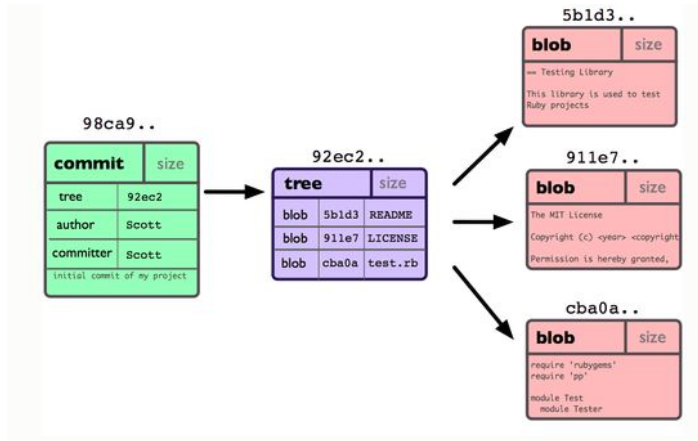 98ca9..
commit size
tree 92ec2
author Scott
committer Scott
initial commit of my project
92ec2..
tree size
blob 5b1d3 README
blob 911e7 LICENSE
blob cba0a test.rb
5b1d3..
blob size
== Testing Library
This library is used to test
Ruby projects
911e7..
blob size
The MIT License
Copyright (c) <year> <copyright
Permission is hereby granted,
cba0a..
blob size
require 'rubygems'
require 'pp'
module Test
module Tester